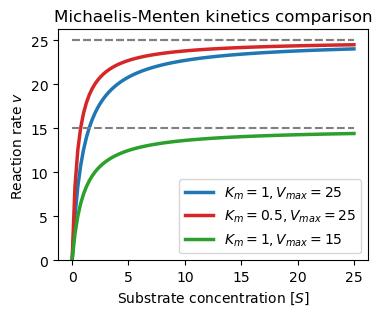 Michaelis-Menten kinetics comparison
Reaction rate v
25
20
15
10
5
0
K_m = 1, V_max = 25
K_m = 0.5, V_max = 25
K_m = 1, V_max = 15
0 5 10 15 20 25
Substrate concentration [S]